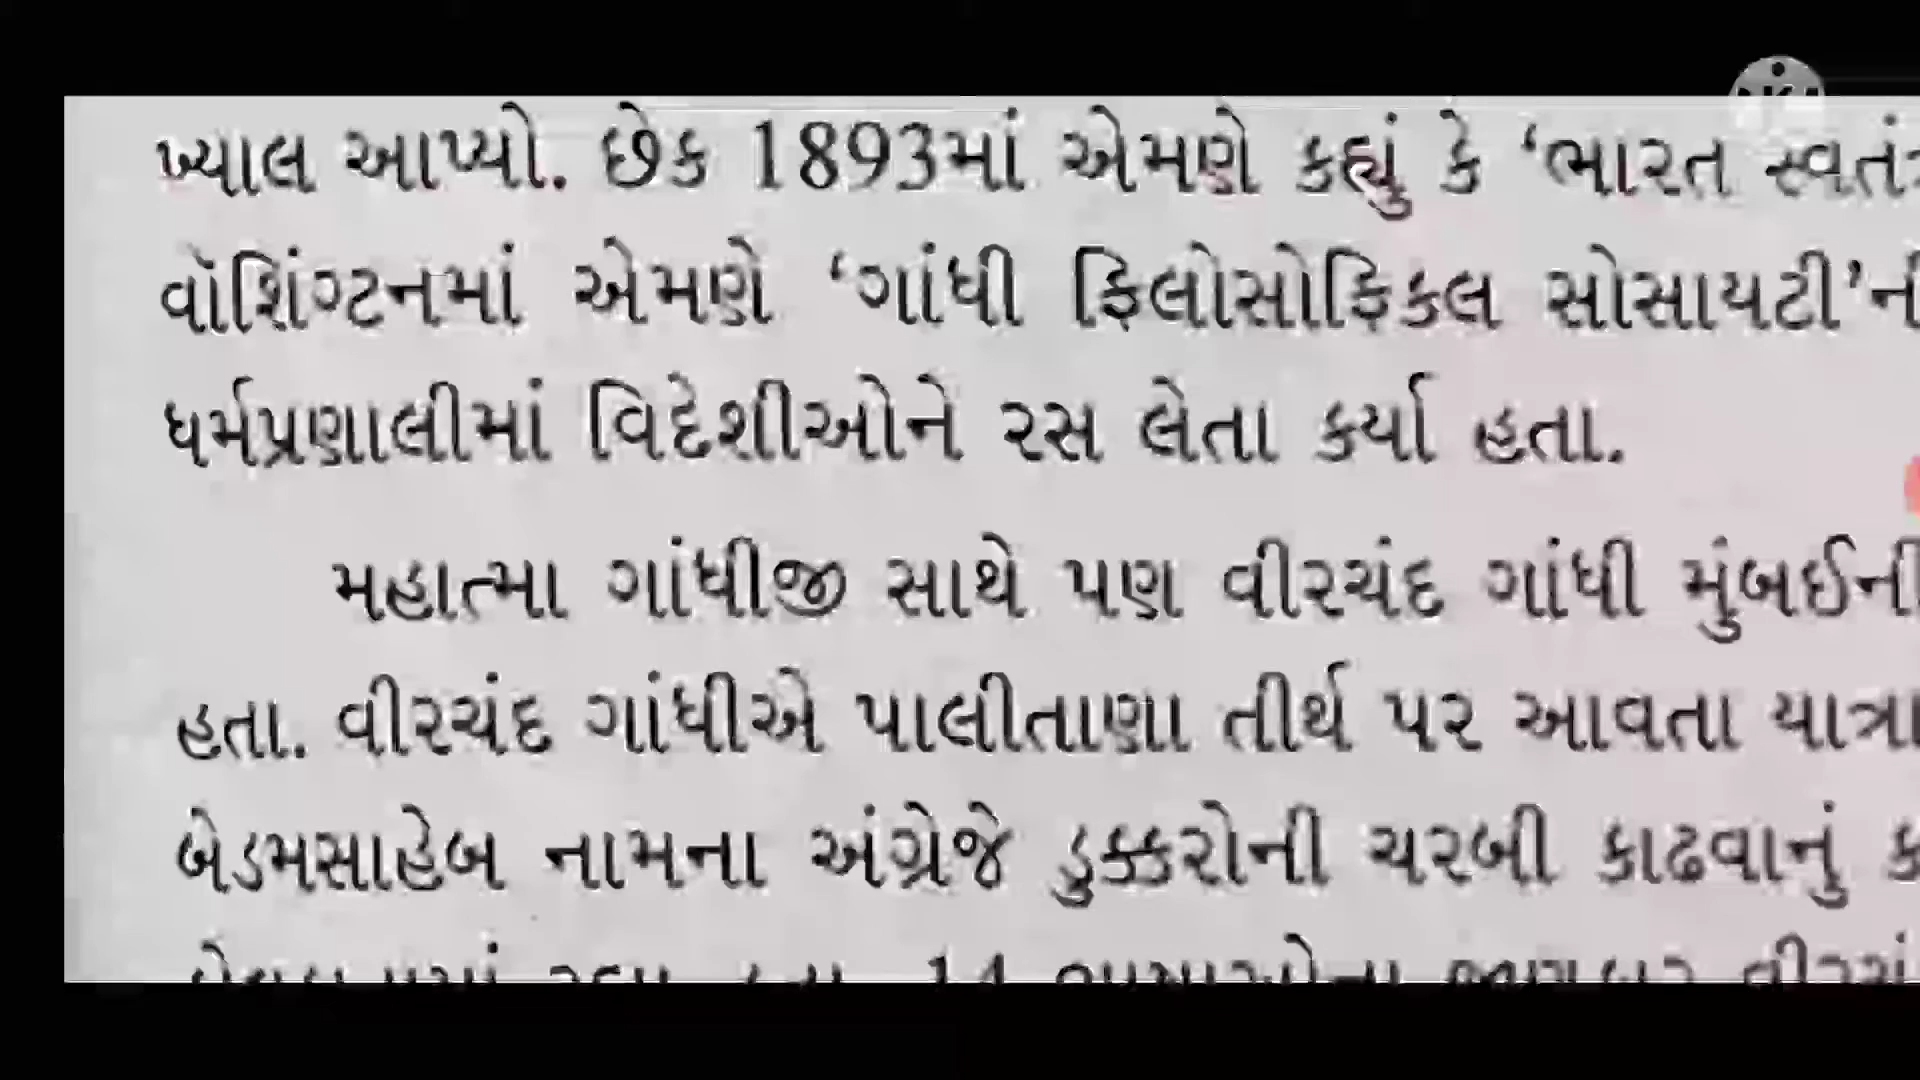 ખ્યાલ આપ્યો. છેક 1893માં એમણે કહ્યું કે ‘ભારત
વૉશિંગ્ટનમાં એમણે ‘ગાંધી ફિલોસોફિકલ સોસાયટી’ની
ધર્મપ્રણાલીમાં વિદેશીઓને રસ લેતા કર્યા હતા.
મહાત્મા ગાંધીજી સાથે પણ વીરચંદ ગાંધી મુંબઈની
હતા. વીરચંદ ગાંધીએ પાલીતાણા તીર્થ પર આવતા
બેડમસાહેબ નામના અંગ્રેજે ડુક્કરોની ચરબી કાઢવાનું